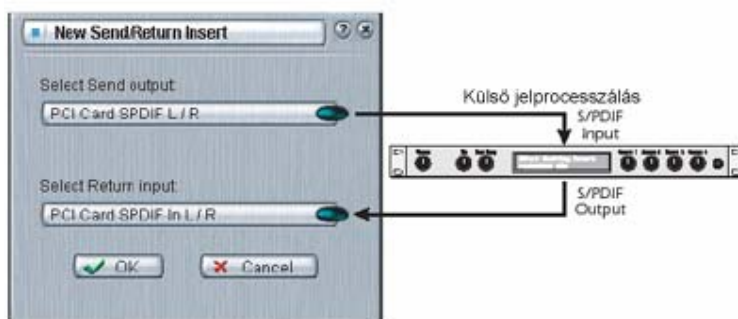 New Send/Return Insert
Select Send output:
PCI Card SPDIF L / R
Select Return input:
PCI Card SPDIF In L / R
OK
Cancel
Külső jelprocesszálás
S/PDIF
Input
S/PDIF
Output